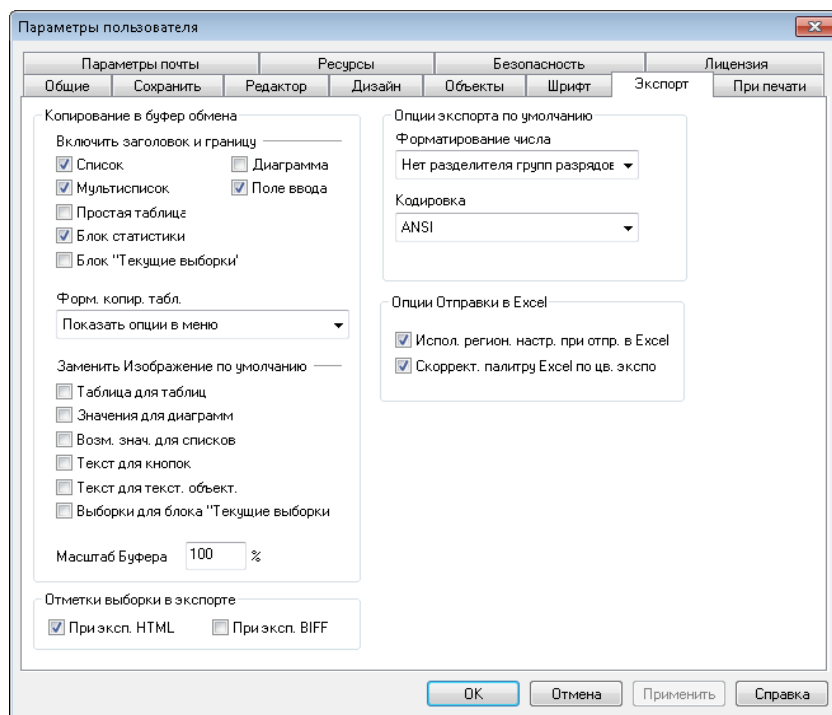 Параметры пользователя
Параметры почты Ресурсы Безопасность Лицензия
Общие Сохранить Редактор Дизайн Объекты Шрифт Экспорт При печати
Копирование в буфер обмена
Включить заголовок и границу
Список Диаграмма
Мультисписок Поле ввода
Простая таблица
Блок статистики
Блок "Текущие выборки'
Форм. копир. табл.
Показать опции в меню
Заменить Изображение по умолчанию
Таблица для таблиц
Значения для диаграмм
Возм. знач. для списков
Текст для кнопок
Текст для текст. объект.
Выборки для блока "Текущие выборки
Масштаб Буфера 100 %
Отметки выборки в экспорте
При эксп. HTML При эксп. BIFF
Опции экспорта по умолчанию
Форматирование числа
Нет разделителя групп разрядов
Кодировка
ANSI
Опции Отправки в Excel
Испол. регион. настр. при отпр. в Excel
Скоррект. палитру Excel по цв. экспо
OK Отмена Применить Справка